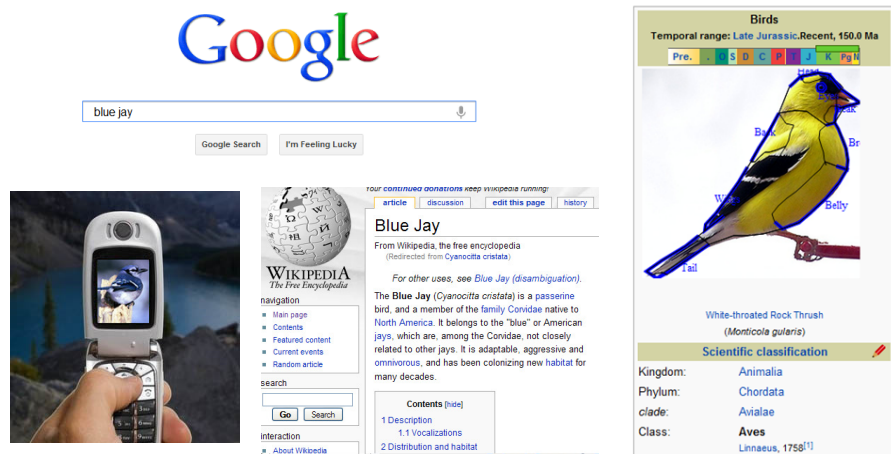 Google
blue jay
Google Search
I'm Feeling Lucky
Your continued donations keep Wikipedia running!
article
discussion
edit this page
history
Blue Jay
From Wikipedia, the free encyclopedia
(Redirected from Cyanocitta cristata)
For other uses, see Blue Jay (disambiguation).
The Blue Jay (Cyanocitta cristata) is a passerine
bird, and a member of the family Corvidae native to
North America. It belongs to the "blue" or American
jays, which are, among the Corvidae, not closely
related to other jays. It is adaptable, aggressive and
omnivorous, and has been colonizing new habitat for
many decades.
Contents [hide]
1 Description
1.1 Vocalizations
2 Distribution and habitat
WIKIPEDIA
The Free Encyclopedia
navigation
Main page
Contents
Featured content
Current events
Random article
search
Go
Search
interaction
About Wikipedia
Birds
Temporal range: Late Jurassic.Recent, 150.0 Ma
Pre. . O S D C P T J K Pg N
Back
Belly
Tail
White-throated Rock Thrush
(Monticola gularis)
Scientific classification
Kingdom: Animalia
Phylum: Chordata
clade: Avialae
Class: Aves
Linnaeus, 1758[1]